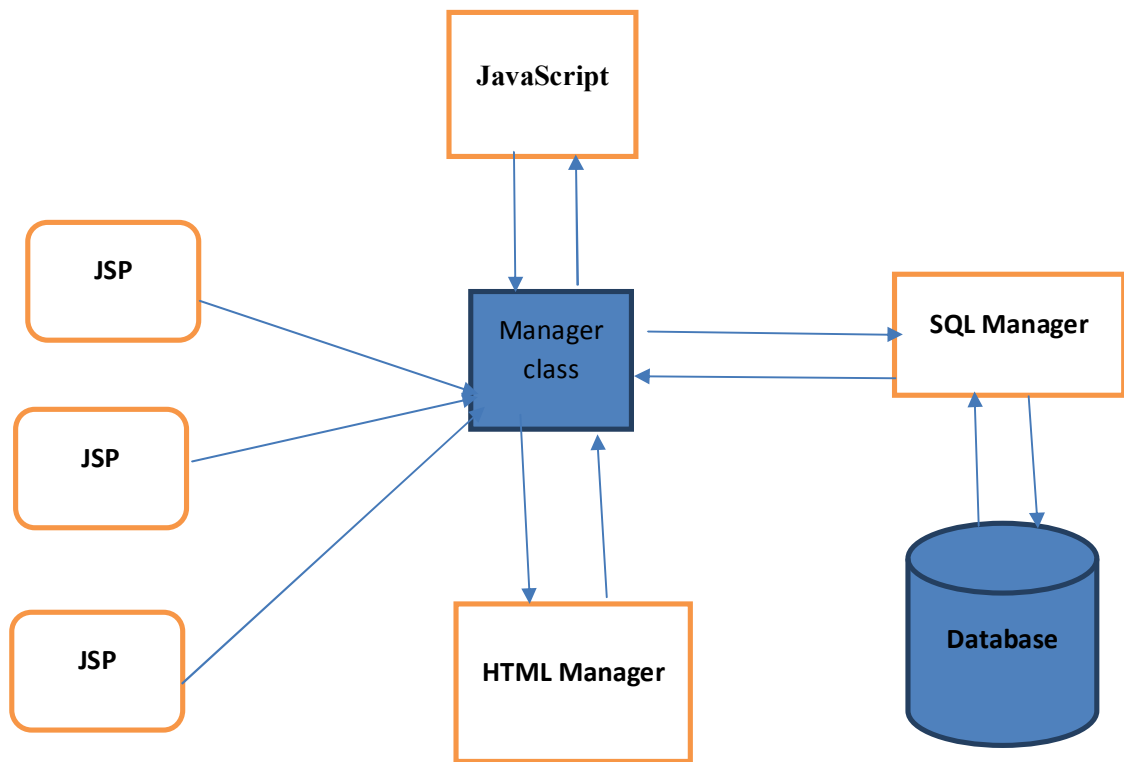 JavaScript
JSP
Manager
class
SQL Manager
JSP
JSP
HTML Manager
Database